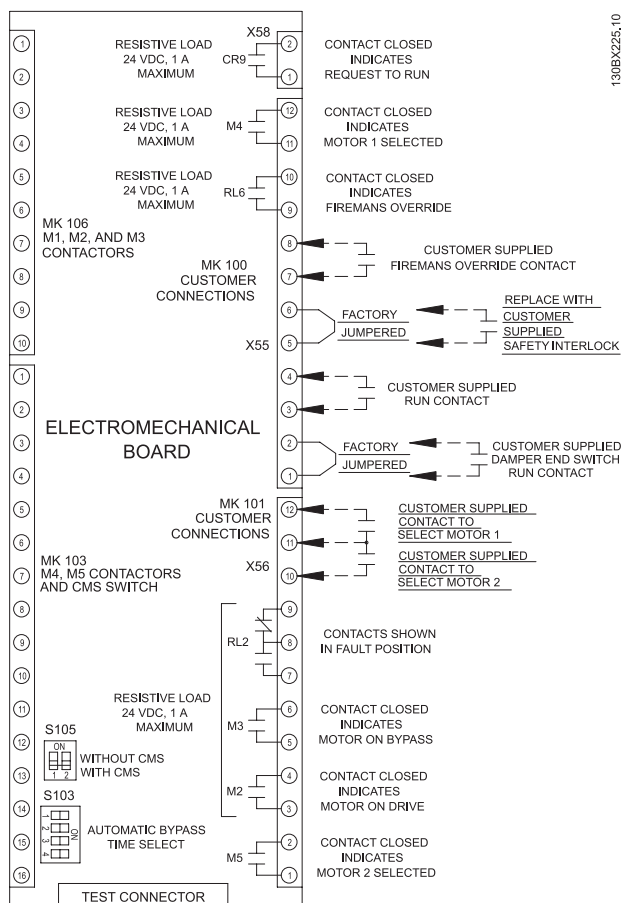 130BX225.10
X58
1
2
3
4
5
6
7
8
9
10
MK 106
M1, M2, AND M3
CONTACTORS
RESISTIVE LOAD
24 VDC, 1 A
MAXIMUM
CR9
2
1
CONTACT CLOSED
INDICATES
REQUEST TO RUN
RESISTIVE LOAD
24 VDC, 1 A
MAXIMUM
M4
12
11
CONTACT CLOSED
INDICATES
MOTOR 1 SELECTED
RESISTIVE LOAD
24 VDC, 1 A
MAXIMUM
RL6
10
9
CONTACT CLOSED
INDICATES
FIREMANS OVERRIDE
MK 100
CUSTOMER
CONNECTIONS
8
7
CUSTOMER SUPPLIED
FIREMANS OVERRIDE CONTACT
X55
6
5
FACTORY
JUMPERED
REPLACE WITH
CUSTOMER
SUPPLIED
SAFETY INTERLOCK
4
3
CUSTOMER SUPPLIED
RUN CONTACT
2
1
FACTORY
JUMPERED
CUSTOMER SUPPLIED
DAMPER END SWITCH
RUN CONTACT
ELECTROMECHANICAL
BOARD
1
2
3
4
5
6
7
8
9
10
11
12
13
14
15
16
MK 103
M4, M5 CONTACTORS
AND CMS SWITCH
MK 101
CUSTOMER
CONNECTIONS
X56
12
11
10
CUSTOMER SUPPLIED
CONTACT TO
SELECT MOTOR 1
CUSTOMER SUPPLIED
CONTACT TO
SELECT MOTOR 2
RL2
9
8
7
CONTACTS SHOWN
IN FAULT POSITION
RESISTIVE LOAD
24 VDC, 1 A
MAXIMUM
M3
6
5
CONTACT CLOSED
INDICATES
MOTOR ON BYPASS
M2
4
3
CONTACT CLOSED
INDICATES
MOTOR ON DRIVE
M5
2
1
CONTACT CLOSED
INDICATES
MOTOR 2 SELECTED
S105
ON
1 2
WITHOUT CMS
WITH CMS
S103
1
2
3
4
ON
AUTOMATIC BYPASS
TIME SELECT
TEST CONNECTOR